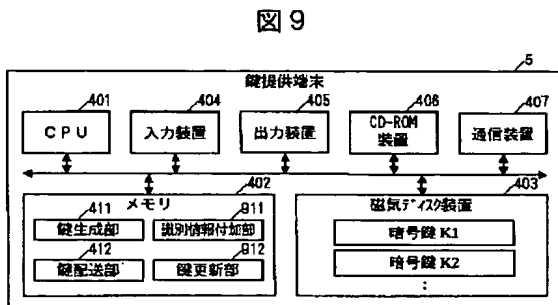 図9
5
鍵提供端末
401
404
405
406
407
CPU
入力装置
出力装置
CD-ROM
装置
通信装置
402
403
メモリ
磁気ディスク装置
411
911
鍵生成部
識別情報付加部
暗号鍵 K1
412
912
鍵配送部
鍵更新部
暗号鍵 K2
: